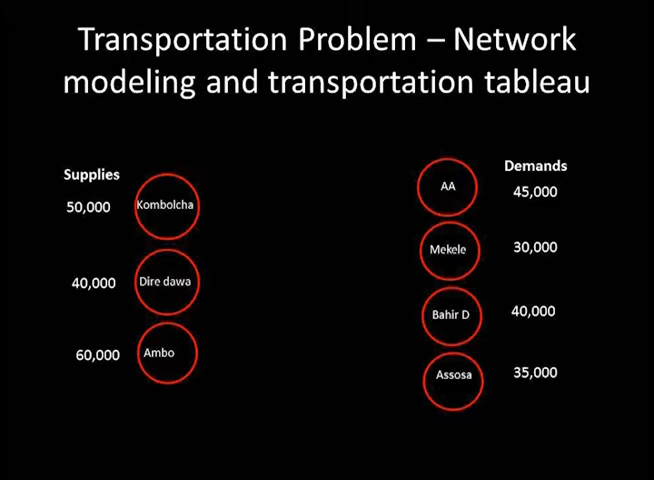 Transportation Problem – Network
modeling and transportation tableau
Supplies
50,000
Kombolcha
40,000
Dire dawa
60,000
Ambo
Demands
AA
45,000
Mekele
30,000
Bahir D
40,000
Assosa
35,000